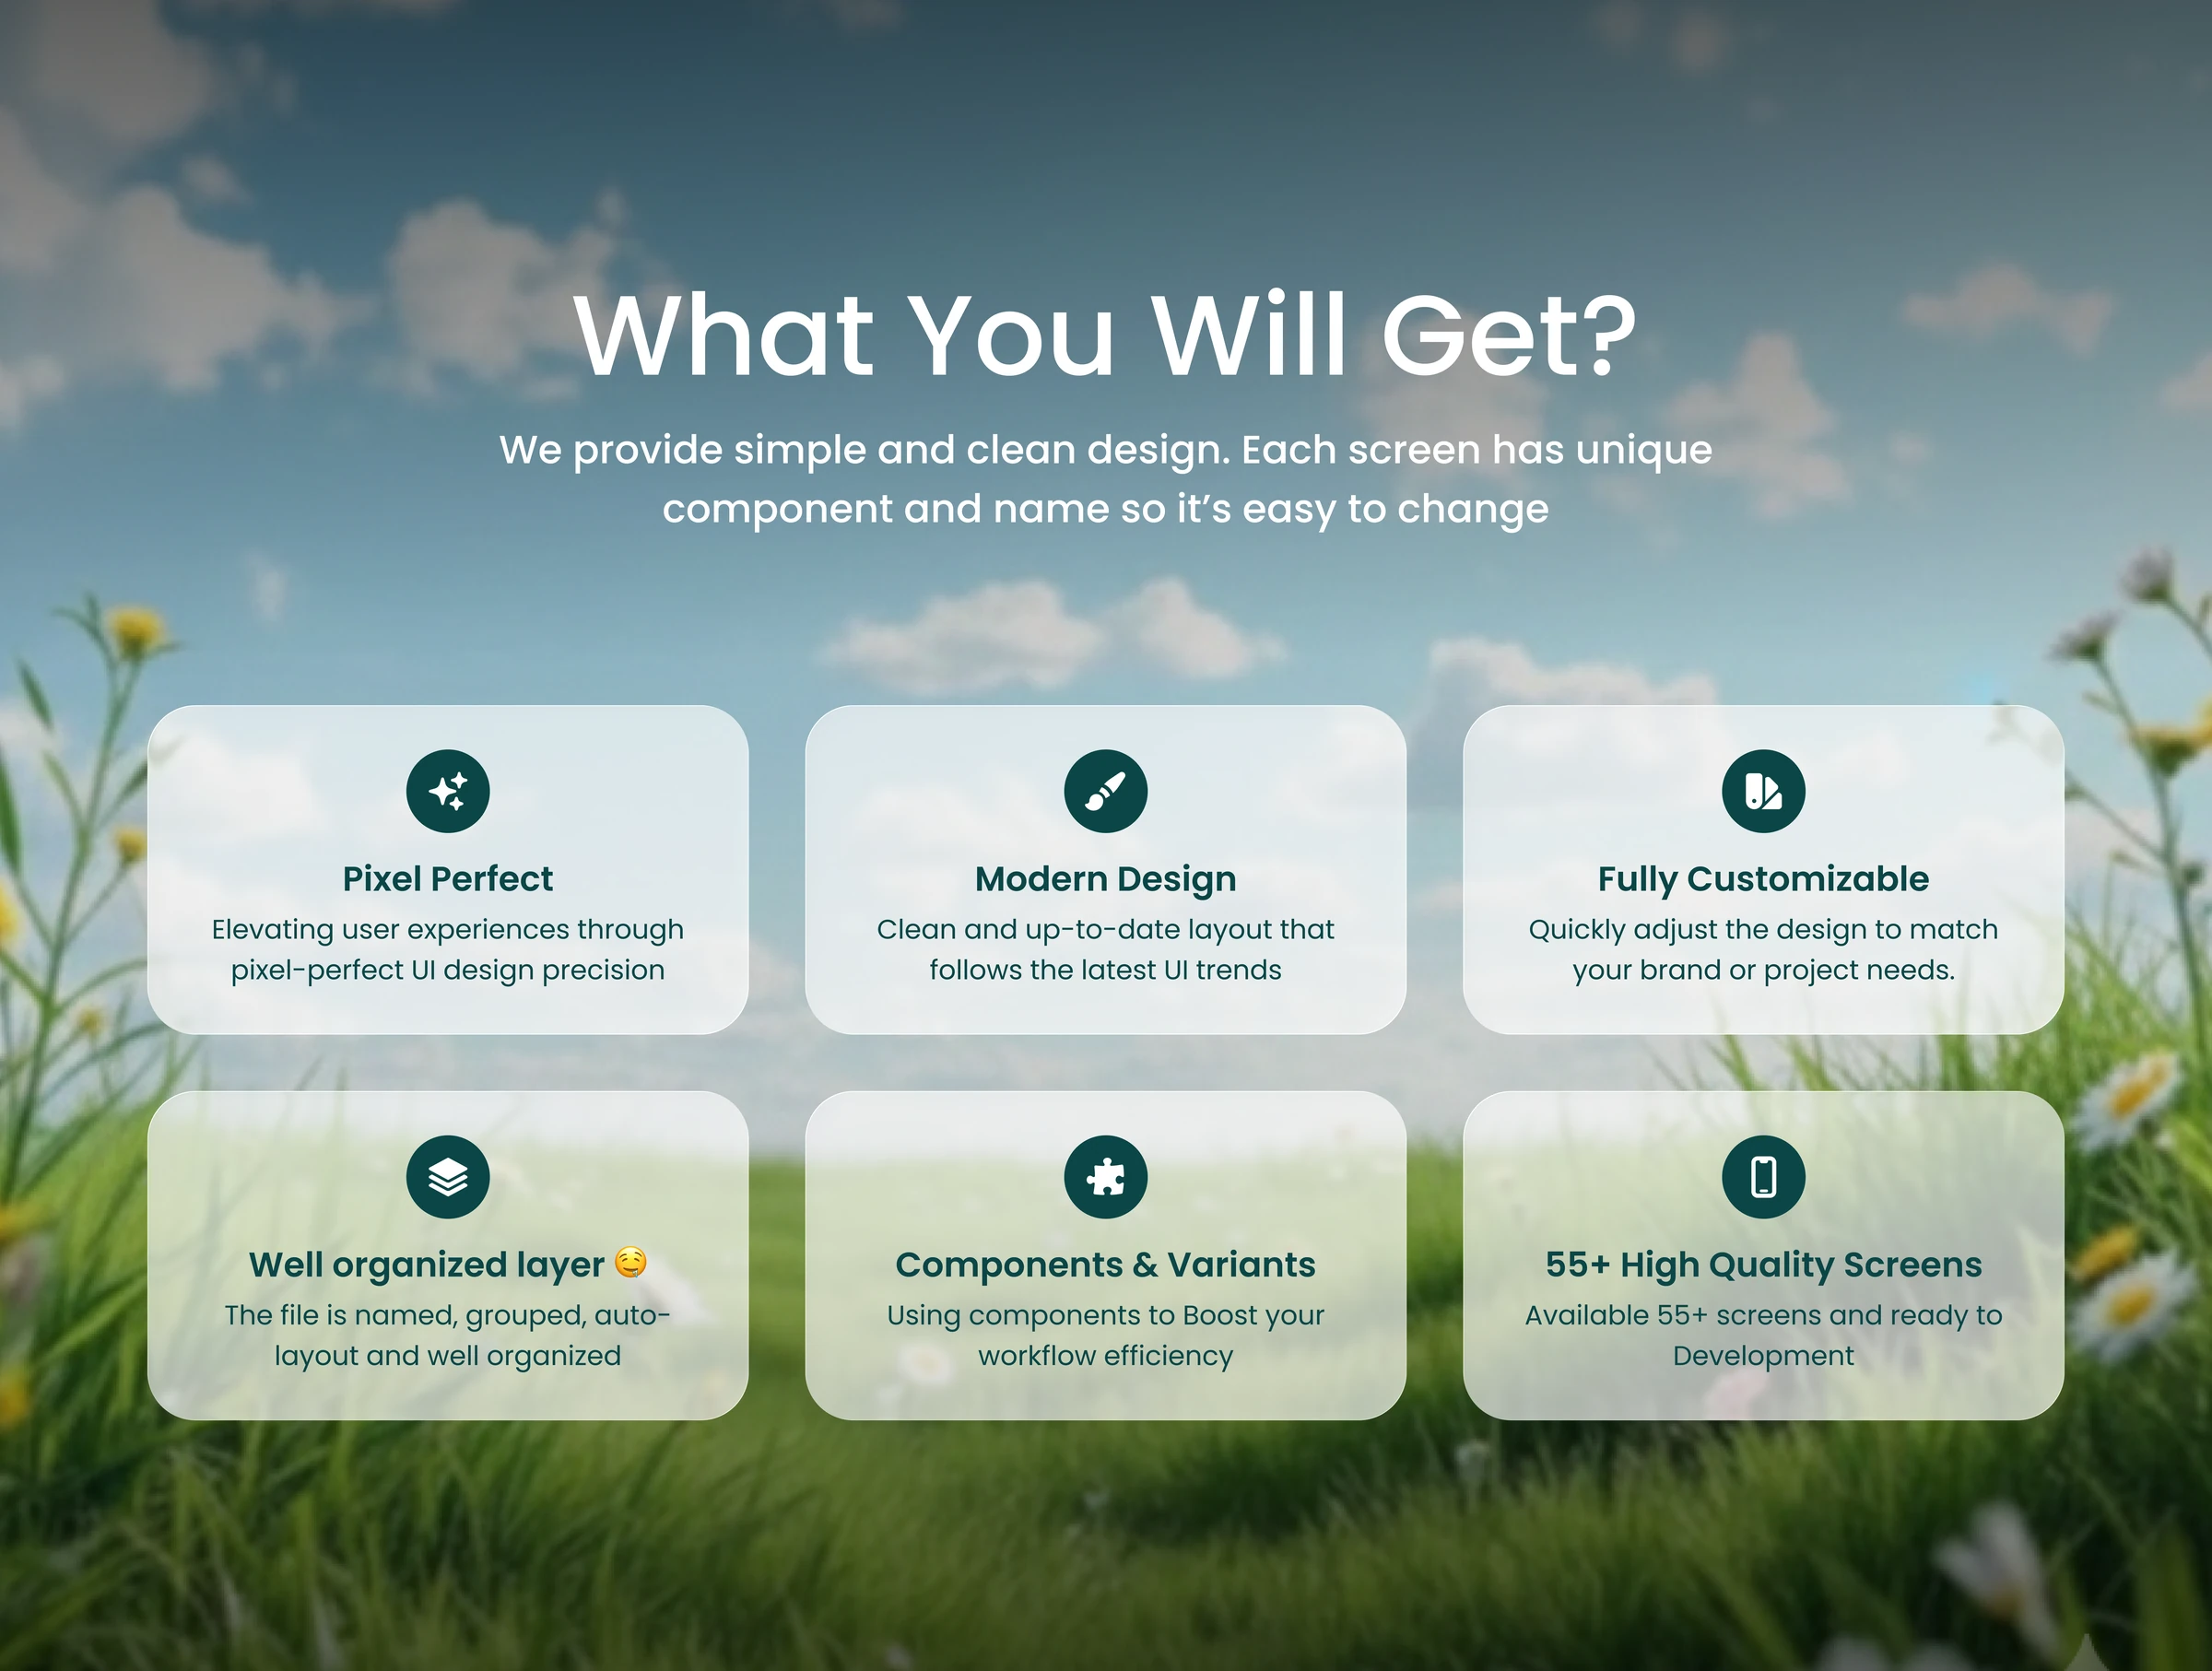 What You Will Get?
We provide simple and clean design. Each screen has unique
component and name so it’s easy to change
Pixel Perfect
Elevating user experiences through
pixel-perfect UI design precision
Modern Design
Clean and up-to-date layout that
follows the latest UI trends
Fully Customizable
Quickly adjust the design to match
your brand or project needs.
Well organized layer 🤤
The file is named, grouped, auto-
layout and well organized
Components & Variants
Using components to Boost your
workflow efficiency
55+ High Quality Screens
Available 55+ screens and ready to
Development